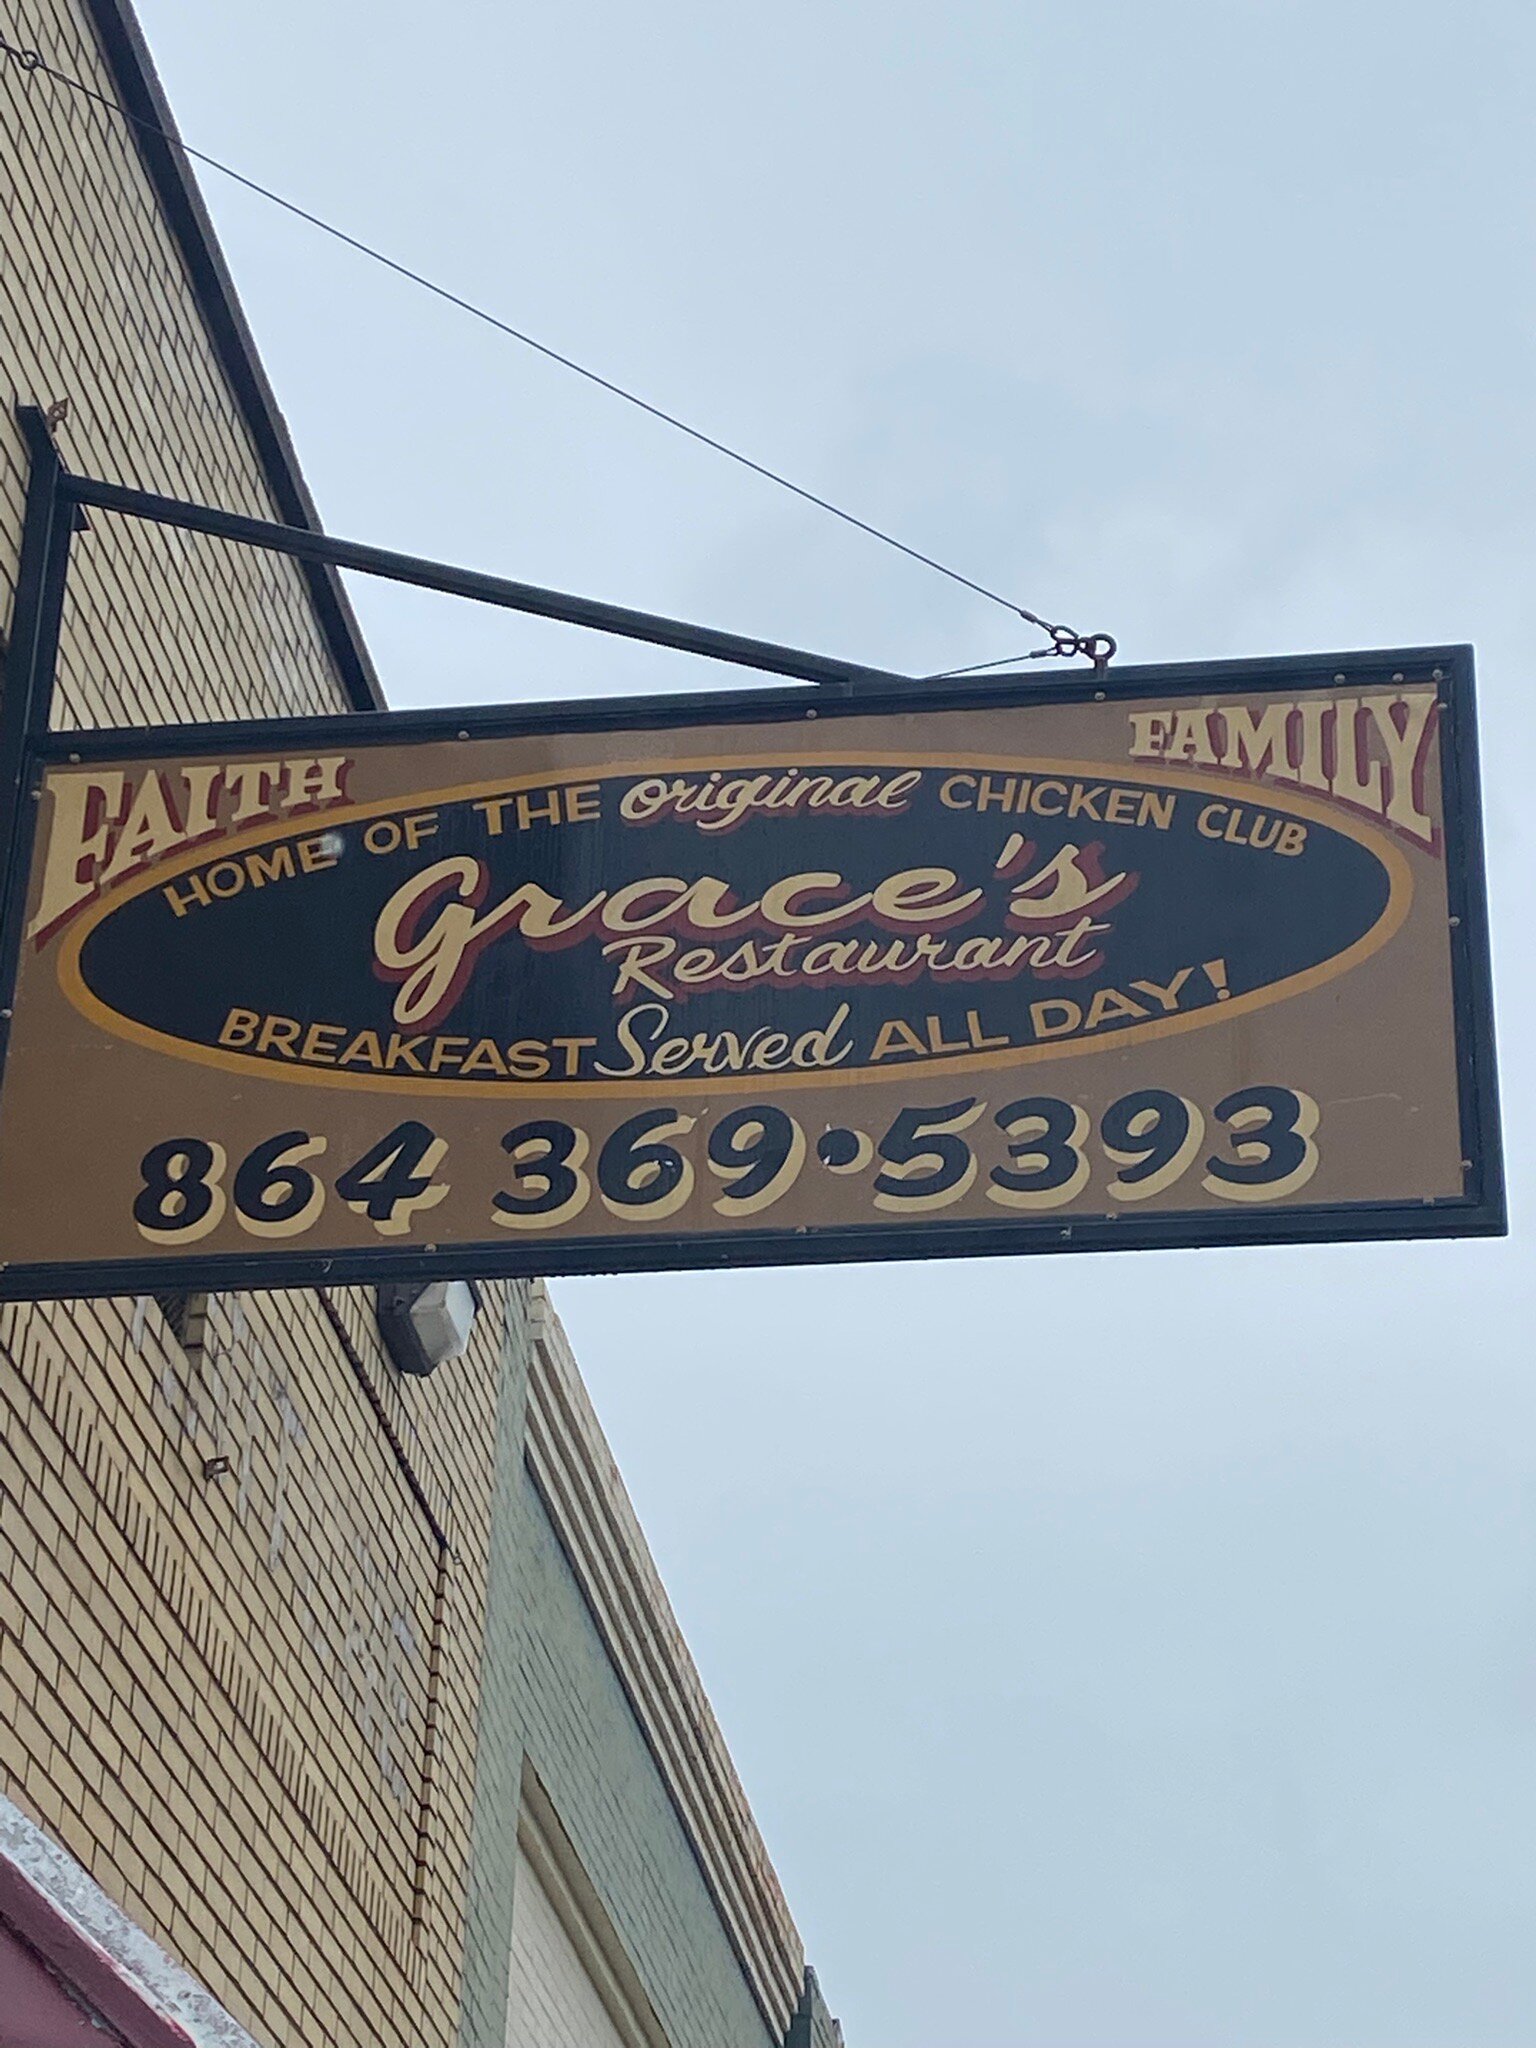 FAITH
FAMILY
HOME OF THE original CHICKEN CLUB
Grace's
Restaurant
BREAKFAST Served ALL DAY!
864 369•5393